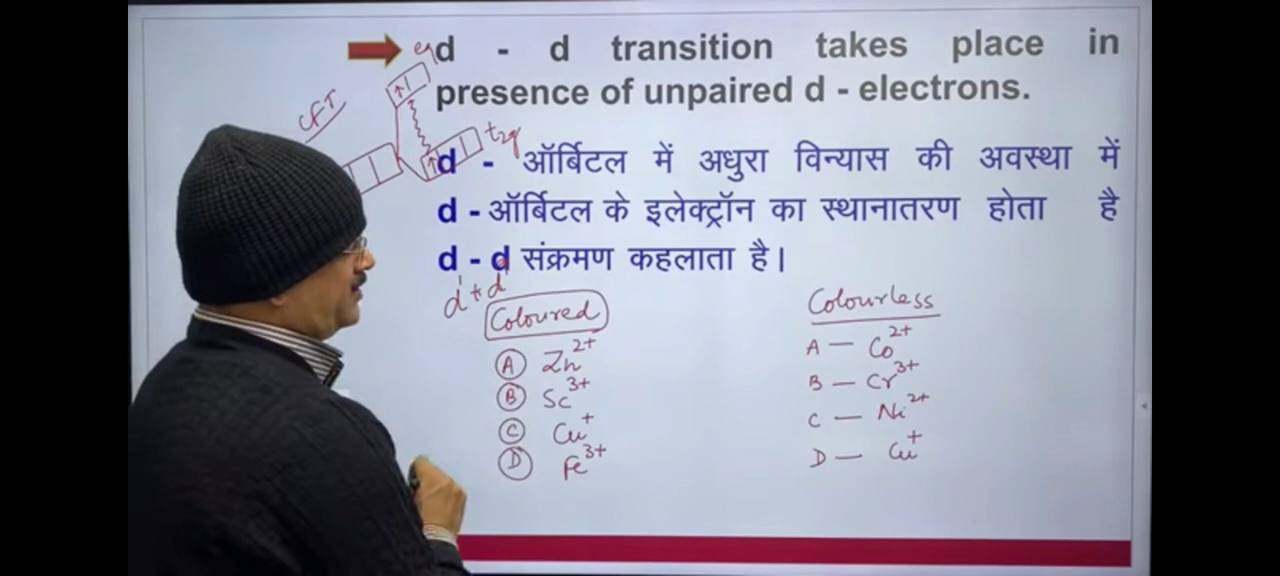 d - d transition takes place in
presence of unpaired d - electrons.
eg
CFT
t2g
d - ऑर्बिटल में अधुरा विन्यास की अवस्था में
d - ऑर्बिटल के इलेक्ट्रॉन का स्थानातरण होता है
d - d संक्रमण कहलाता है।
Coloured
A Zn2+
B Sc3+
C Cu+
D Fe3+
Colourless
A — Co2+
B — Cr3+
C — Ni2+
D — Cu+